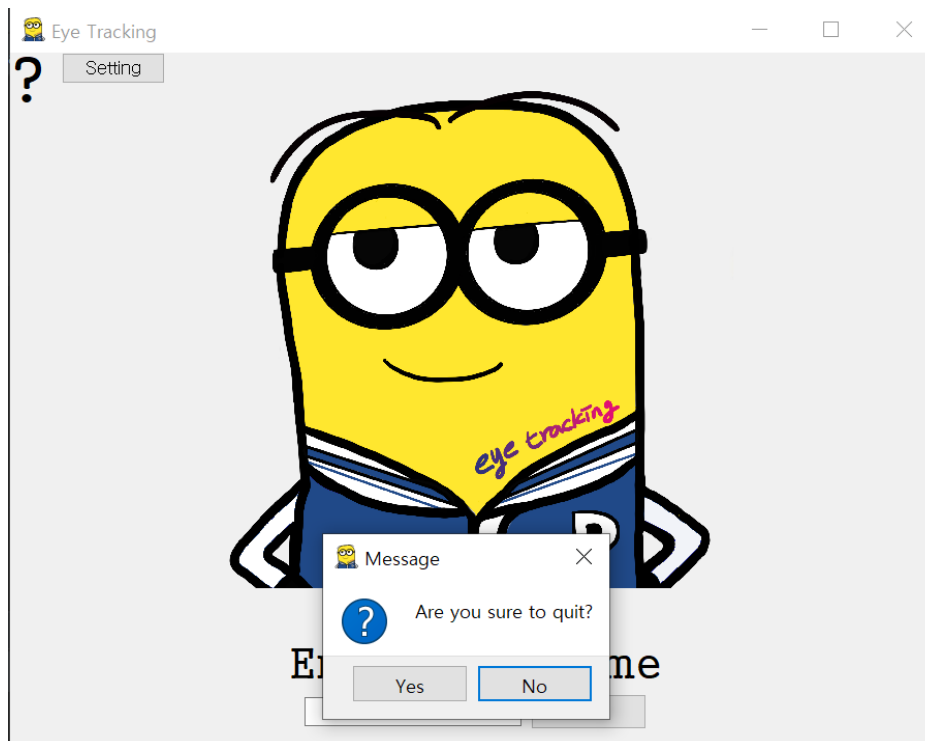 Eye Tracking
?
Setting
eye tracking
Message
?
Are you sure to quit?
Yes
No